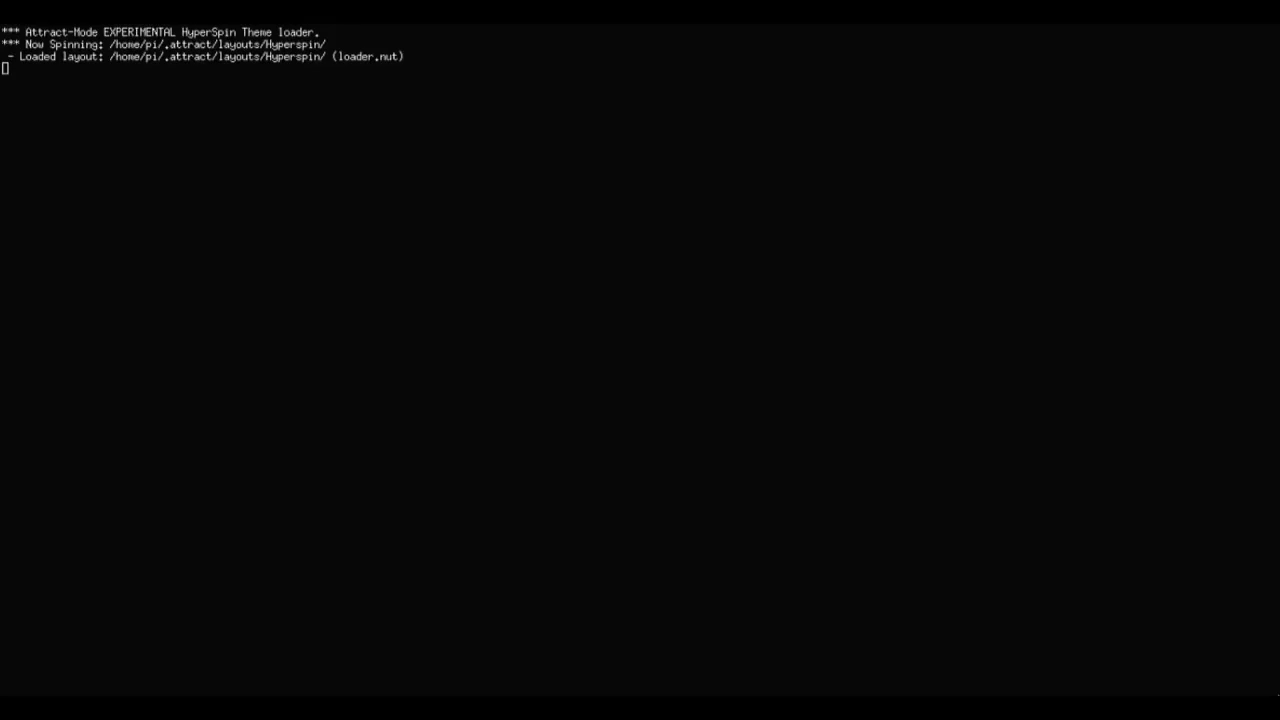 *** Attract-Mode EXPERIMENTAL HyperSpin Theme loader.
*** Now Spinning: /home/pi/.attract/layouts/Hyperspin/
 - Loaded layout: /home/pi/.attract/layouts/Hyperspin/ (loader.nut)